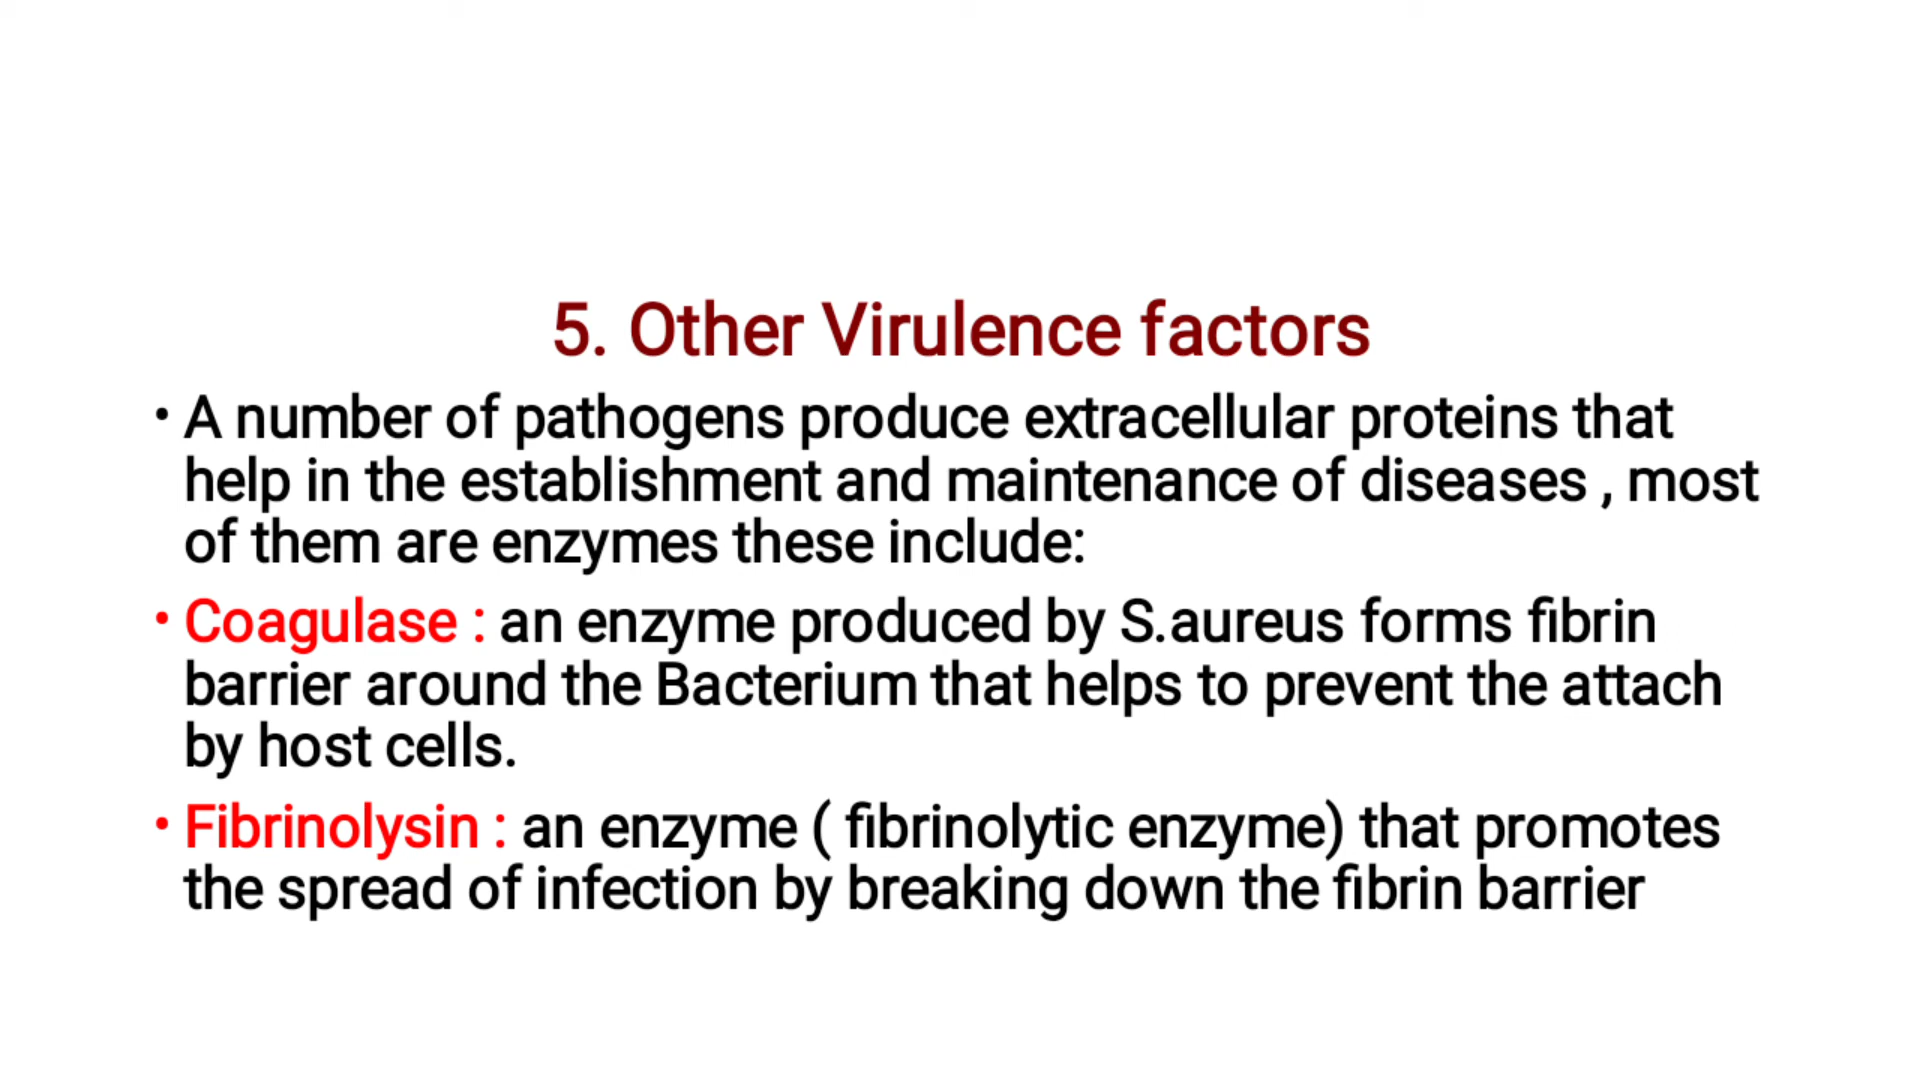 5. Other Virulence factors
• A number of pathogens produce extracellular proteins that
help in the establishment and maintenance of diseases , most
of them are enzymes these include:
• Coagulase : an enzyme produced by S.aureus forms fibrin
barrier around the Bacterium that helps to prevent the attach
by host cells.
• Fibrinolysin : an enzyme ( fibrinolytic enzyme) that promotes
the spread of infection by breaking down the fibrin barrier